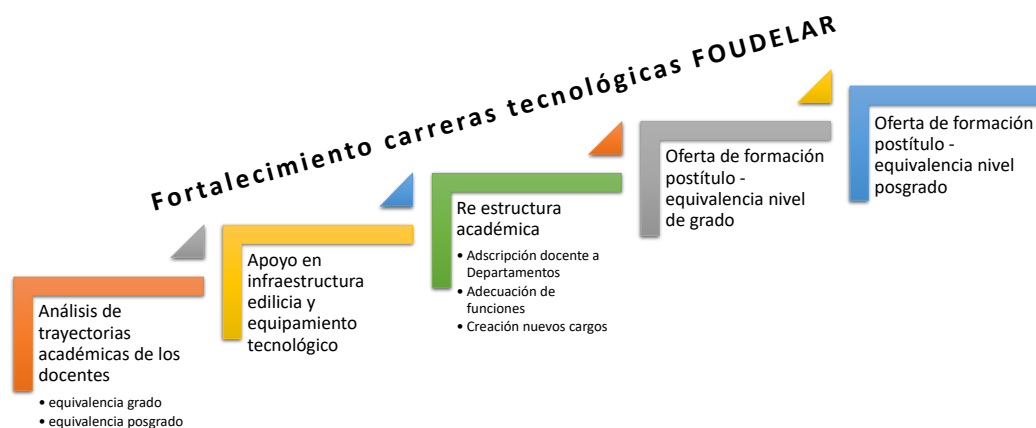 Fortalecimiento carreras tecnológicas FOUDELAR
Análisis de
trayectorias
académicas de los
docentes
• equivalencia grado
• equivalencia posgrado
Apoyo en
infraestructura
edilicia y
equipamiento
tecnológico
Re estructura
académica
• Adscripción docente a
Departamentos
• Adecuación de
funciones
• Creación nuevos cargos
Oferta de formación
postítulo -
equivalencia nivel
de grado
Oferta de formación
postítulo -
equivalencia nivel
posgrado